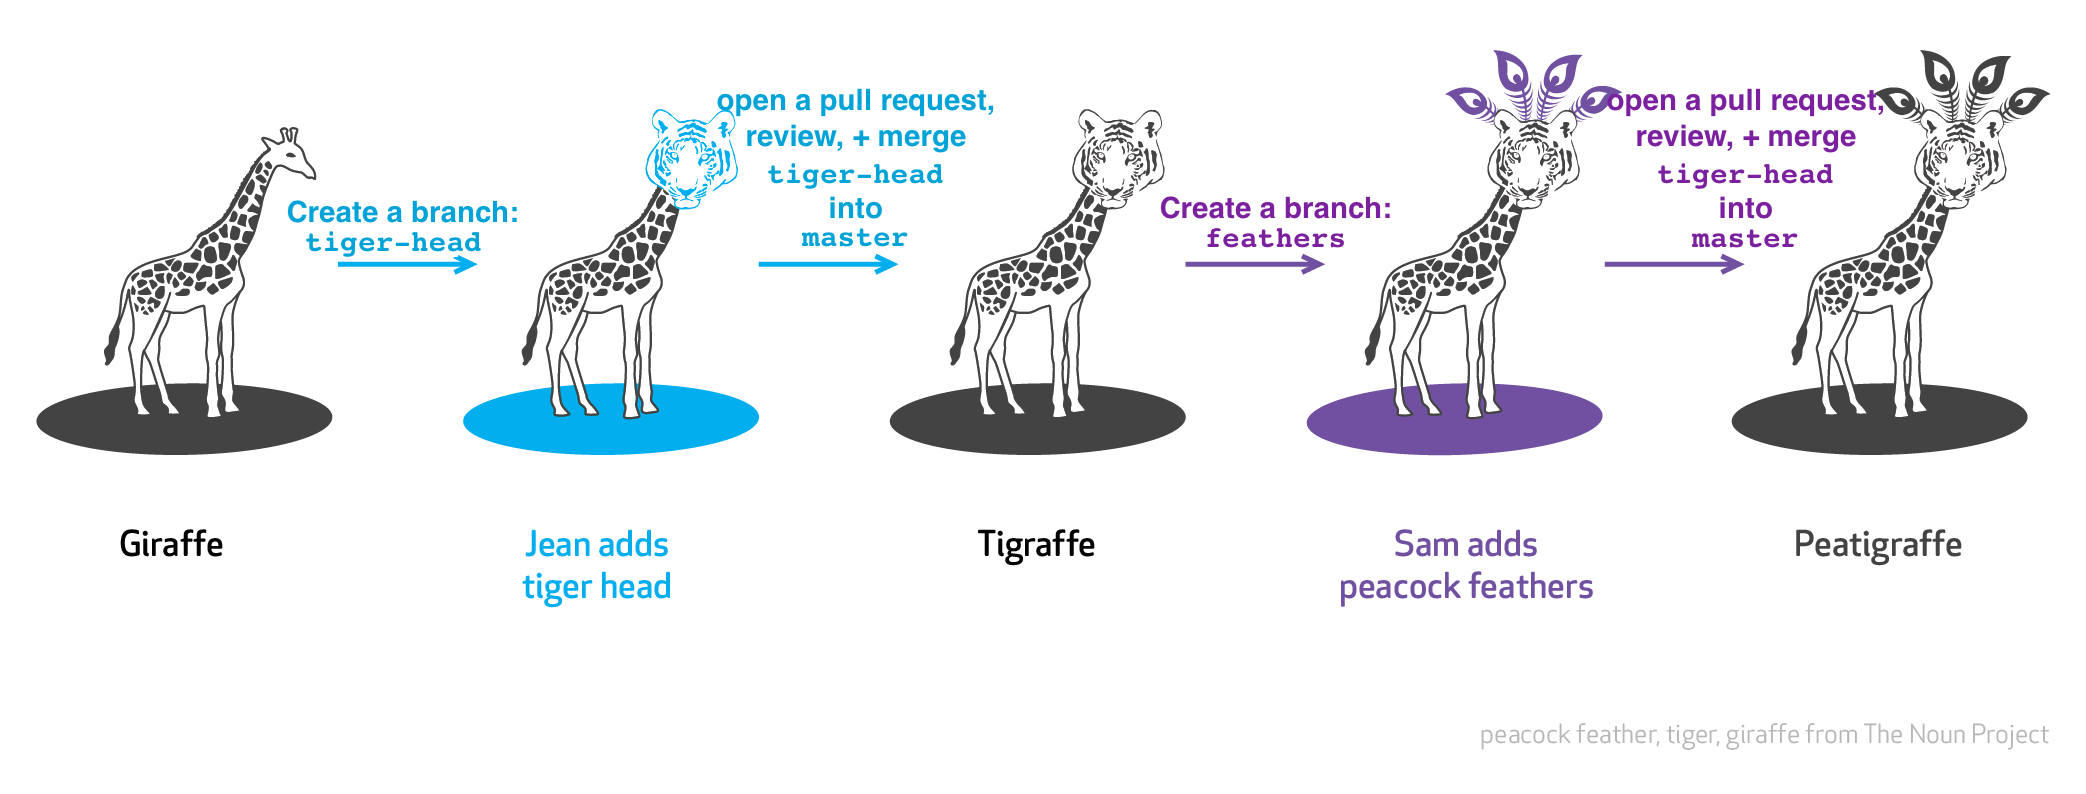 open a pull request,
review, + merge
tiger-head
into
master
open a pull request,
review, + merge
tiger-head
into
master
Create a branch:
tiger-head
Create a branch:
feathers
Giraffe
Jean adds
tiger head
Tigraffe
Sam adds
peacock feathers
Peatigraffe
peacock feather, tiger, giraffe from The Noun Project